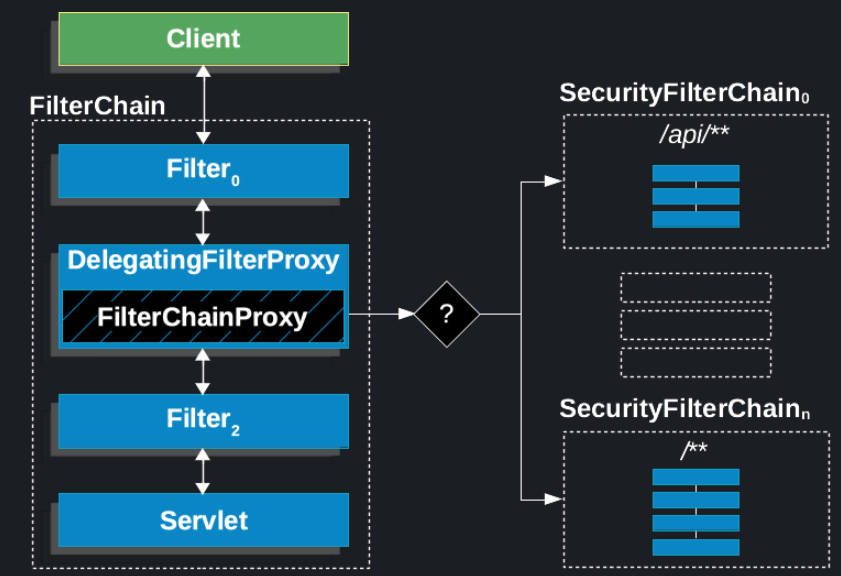 Client
FilterChain
Filter0
DelegatingFilterProxy
FilterChainProxy
Filter2
Servlet
?
SecurityFilterChain0
/api/**
SecurityFilterChainn
/**